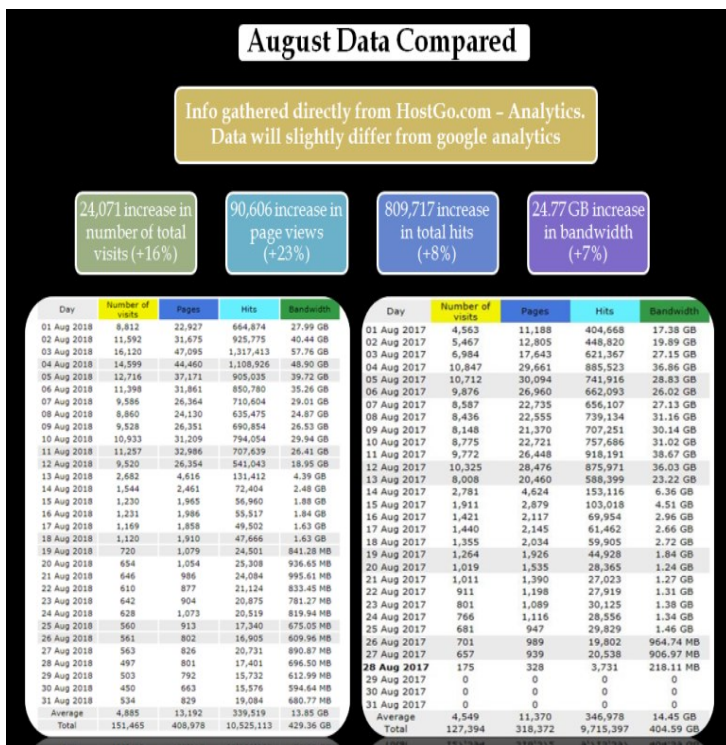 August Data Compared
Info gathered directly from HostGo.com – Analytics.
Data will slightly differ from google analytics
24,071 increase in
number of total
visits (+16%)
90,606 increase in
page views
(+23%)
809,717 increase
in total hits
(+8%)
24.77 GB increase
in bandwidth
(+7%)
Day Number of visits Pages Hits Bandwidth
01 Aug 2018 8,812 22,927 664,874 27.99 GB
02 Aug 2018 11,592 31,675 925,775 40.44 GB
03 Aug 2018 16,120 47,095 1,317,413 57.76 GB
04 Aug 2018 14,599 44,460 1,108,926 48.90 GB
05 Aug 2018 12,716 37,171 905,035 39.72 GB
06 Aug 2018 11,398 31,861 850,780 35.26 GB
07 Aug 2018 9,586 26,364 710,604 29.01 GB
08 Aug 2018 8,860 24,130 635,475 24.87 GB
09 Aug 2018 9,528 26,351 690,854 26.53 GB
10 Aug 2018 10,933 31,209 794,054 29.94 GB
11 Aug 2018 11,257 32,986 707,639 26.41 GB
12 Aug 2018 9,520 26,354 541,043 18.95 GB
13 Aug 2018 2,682 4,616 131,412 4.39 GB
14 Aug 2018 1,544 2,461 72,404 2.48 GB
15 Aug 2018 1,230 1,965 56,960 1.88 GB
16 Aug 2018 1,231 1,986 55,517 1.84 GB
17 Aug 2018 1,169 1,858 49,502 1.63 GB
18 Aug 2018 1,120 1,910 47,666 1.63 GB
19 Aug 2018 720 1,079 24,501 841.28 MB
20 Aug 2018 654 1,054 25,308 936.65 MB
21 Aug 2018 646 986 24,084 995.61 MB
22 Aug 2018 610 877 21,124 833.45 MB
23 Aug 2018 642 904 20,875 781.27 MB
24 Aug 2018 628 1,073 20,519 819.94 MB
25 Aug 2018 560 913 17,340 675.05 MB
26 Aug 2018 561 802 16,905 609.96 MB
27 Aug 2018 563 826 20,731 890.87 MB
28 Aug 2018 497 801 17,401 696.50 MB
29 Aug 2018 503 792 15,732 612.99 MB
30 Aug 2018 450 663 15,576 594.64 MB
31 Aug 2018 534 829 19,084 680.77 MB
Average 4,885 13,192 339,519 13.85 GB
Total 151,465 408,978 10,525,113 429.36 GB
Day Number of visits Pages Hits Bandwidth
01 Aug 2017 4,563 11,188 404,668 17.38 GB
02 Aug 2017 5,467 12,805 448,820 19.89 GB
03 Aug 2017 6,984 17,643 621,367 27.15 GB
04 Aug 2017 10,847 29,661 885,523 36.86 GB
05 Aug 2017 10,712 30,094 741,916 28.83 GB
06 Aug 2017 9,876 26,960 662,093 26.02 GB
07 Aug 2017 8,587 22,735 656,107 27.13 GB
08 Aug 2017 8,436 22,555 739,134 31.16 GB
09 Aug 2017 8,148 21,370 707,251 30.14 GB
10 Aug 2017 8,775 22,721 757,686 31.02 GB
11 Aug 2017 9,772 26,448 918,191 38.67 GB
12 Aug 2017 10,325 28,476 875,971 36.03 GB
13 Aug 2017 8,008 20,460 588,399 23.22 GB
14 Aug 2017 2,781 4,624 153,116 6.36 GB
15 Aug 2017 1,911 2,879 103,018 4.51 GB
16 Aug 2017 1,421 2,117 69,954 2.96 GB
17 Aug 2017 1,440 2,145 61,462 2.66 GB
18 Aug 2017 1,355 2,034 59,905 2.72 GB
19 Aug 2017 1,264 1,926 44,928 1.84 GB
20 Aug 2017 1,019 1,535 28,365 1.24 GB
21 Aug 2017 1,011 1,390 27,023 1.27 GB
22 Aug 2017 911 1,198 27,919 1.31 GB
23 Aug 2017 801 1,089 30,125 1.38 GB
24 Aug 2017 766 1,116 28,556 1.34 GB
25 Aug 2017 681 947 29,829 1.46 GB
26 Aug 2017 701 989 19,802 964.74 MB
27 Aug 2017 657 939 20,538 906.97 MB
28 Aug 2017 175 328 3,731 218.11 MB
29 Aug 2017 0 0 0 0
30 Aug 2017 0 0 0 0
31 Aug 2017 0 0 0 0
Average 4,549 11,370 346,978 14.45 GB
Total 127,394 318,372 9,715,397 404.59 GB